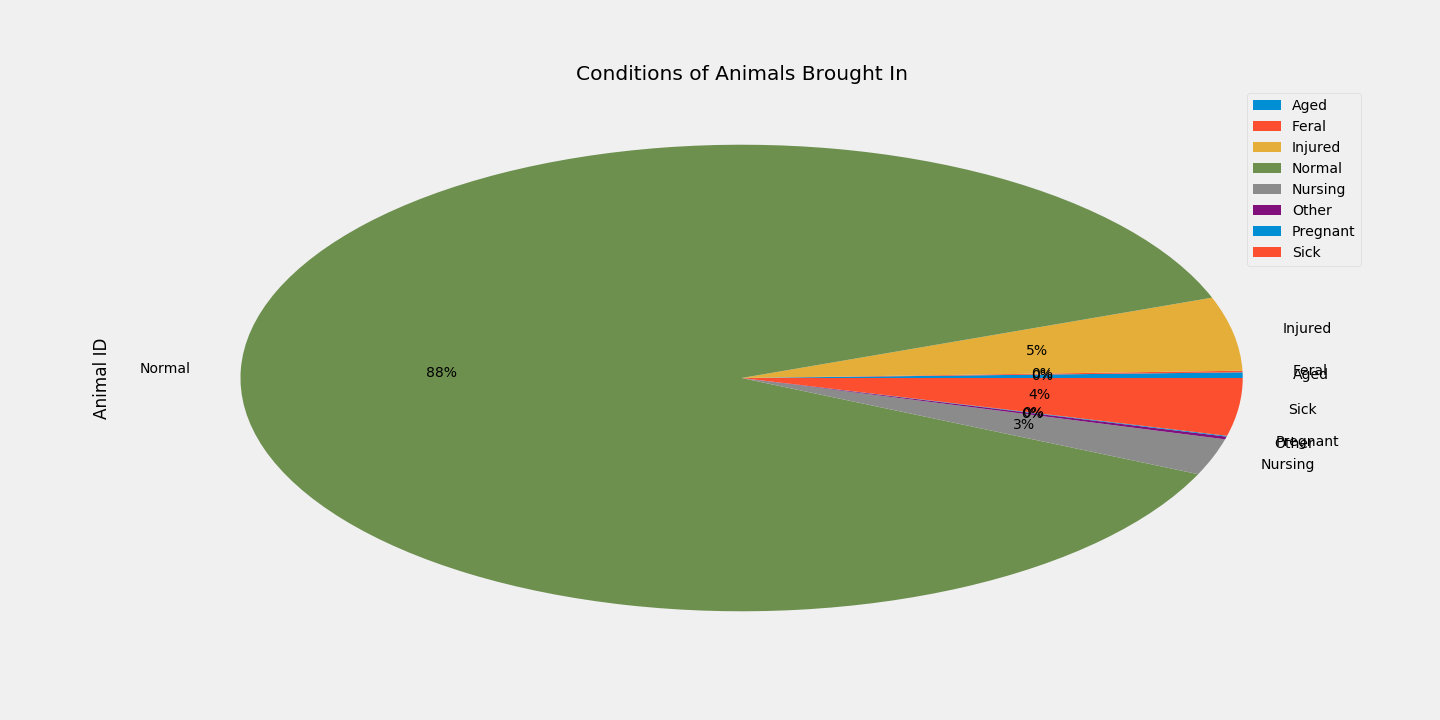 Conditions of Animals Brought In
Aged
Feral
Injured
Normal
Nursing
Other
Pregnant
Sick
Animal ID
Normal
88%
5%
0%
0%
4%
0%
0%
3%
Injured
Feral
Aged
Sick
Pregnant
Other
Nursing